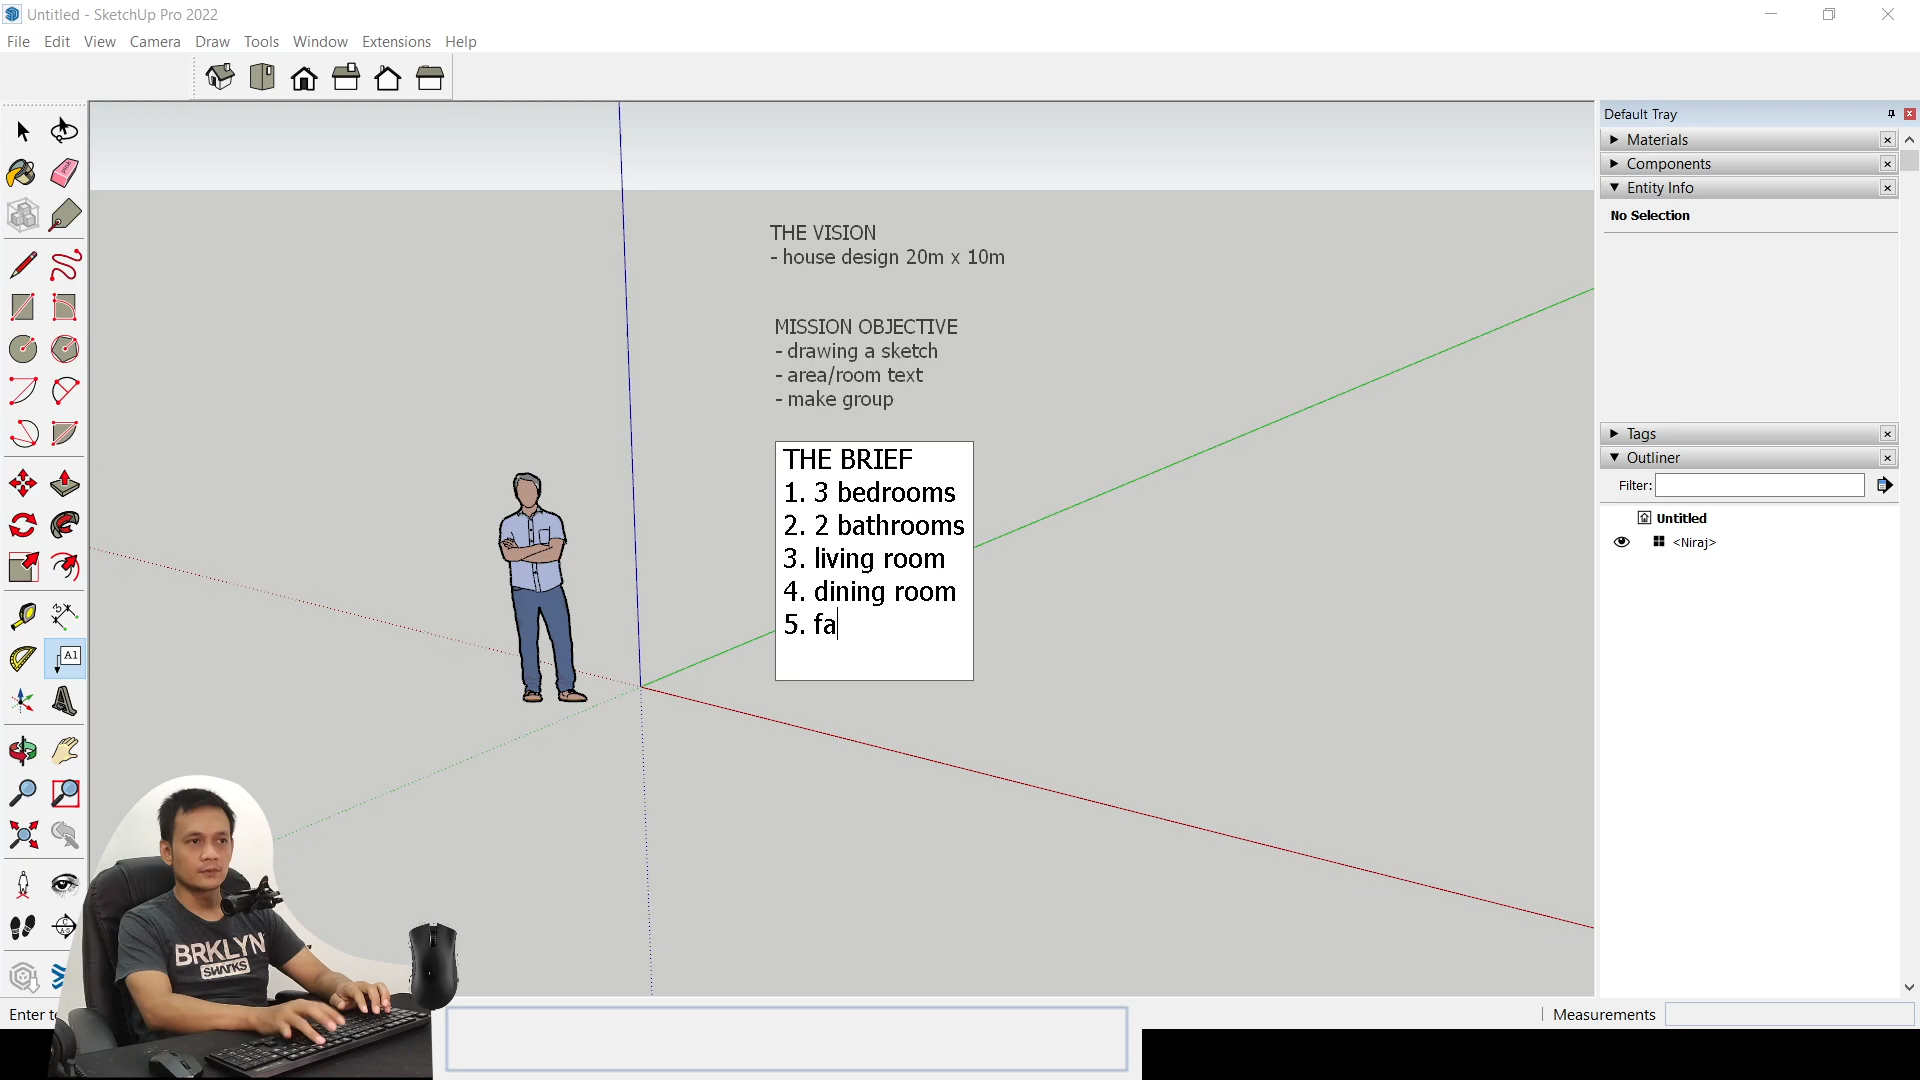 Untitled - SketchUp Pro 2022
File Edit View Camera Draw Tools Window Extensions Help
Default Tray
Materials
Components
Entity Info
No Selection
THE VISION
- house design 20m x 10m
MISSION OBJECTIVE
- drawing a sketch
- area/room text
- make group
THE BRIEF
1. 3 bedrooms
2. 2 bathrooms
3. living room
4. dining room
5. fa
Tags
Outliner
Filter:
Untitled
<Niraj>
A1
BRKLYN
SHARKS
Enter te
Measurements